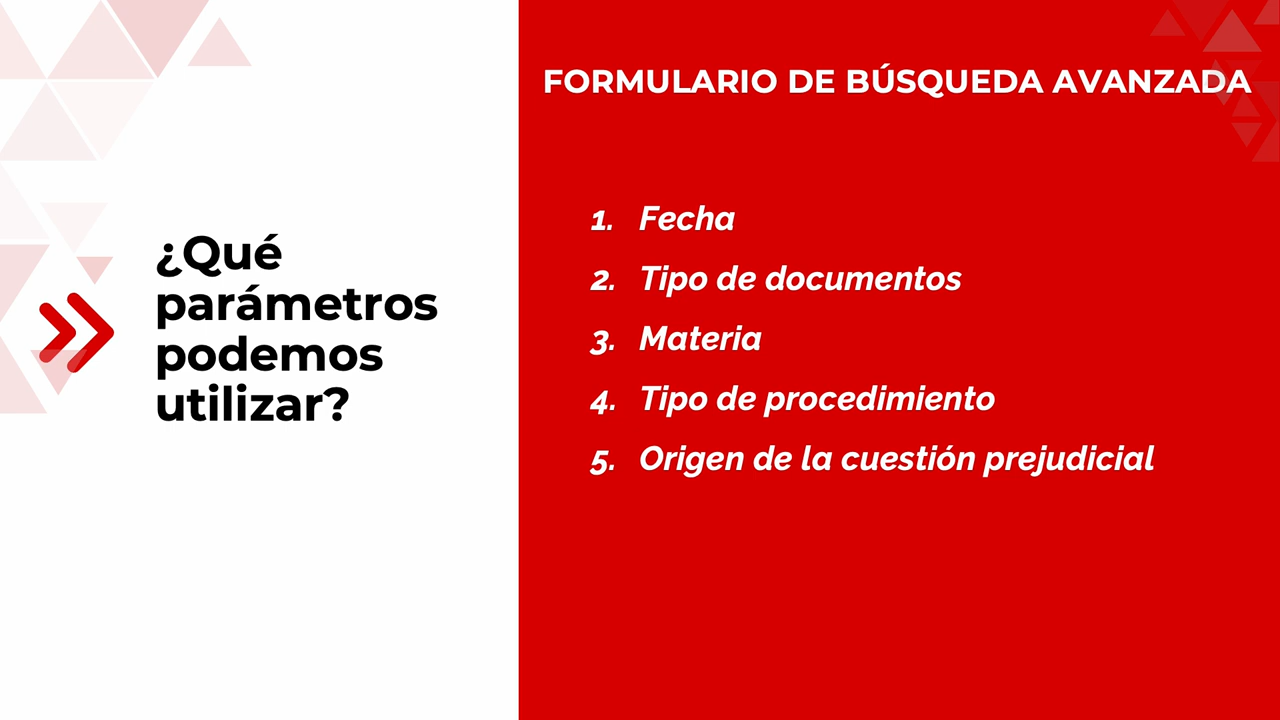 ¿Qué
parámetros
podemos
utilizar?
FORMULARIO DE BÚSQUEDA AVANZADA
1. Fecha
2. Tipo de documentos
3. Materia
4. Tipo de procedimiento
5. Origen de la cuestión prejudicial